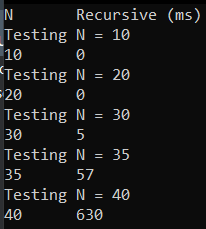 N Recursive (ms)
Testing N = 10
10 0
Testing N = 20
20 0
Testing N = 30
30 5
Testing N = 35
35 57
Testing N = 40
40 630